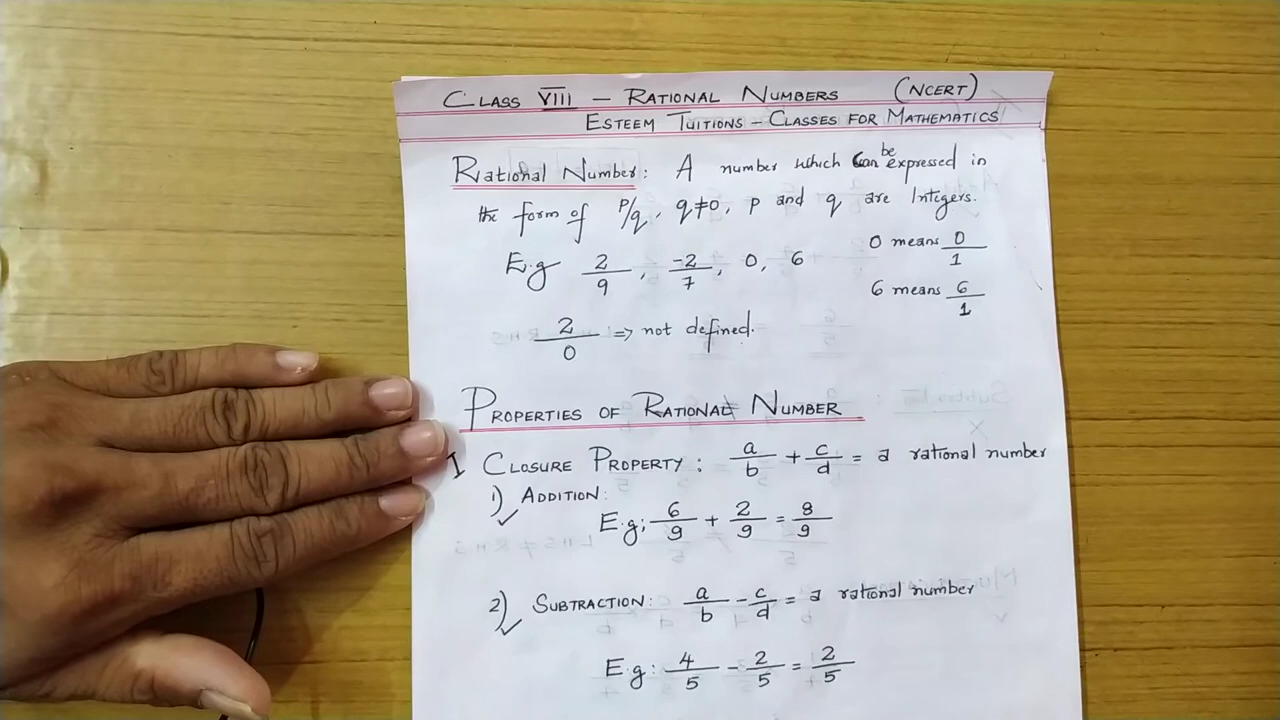 CLASS VIII – RATIONAL NUMBERS (NCERT)
ESTEEM TUITIONS – CLASSES FOR MATHEMATICS
Rational Number: A number which can be expressed in
the form of p/q, q≠0, p and q are Integers.
E.g 2/9, -2/7, 0, 6
0 means 0/1
6 means 6/1
2/0 => not defined.
PROPERTIES OF RATIONAL NUMBER
I CLOSURE PROPERTY: a/b + c/d = a rational number
1) ADDITION:
E.g; 6/9 + 2/9 = 8/9
2) SUBTRACTION: a/b - c/d = a rational number
E.g: 4/5 - 2/5 = 2/5